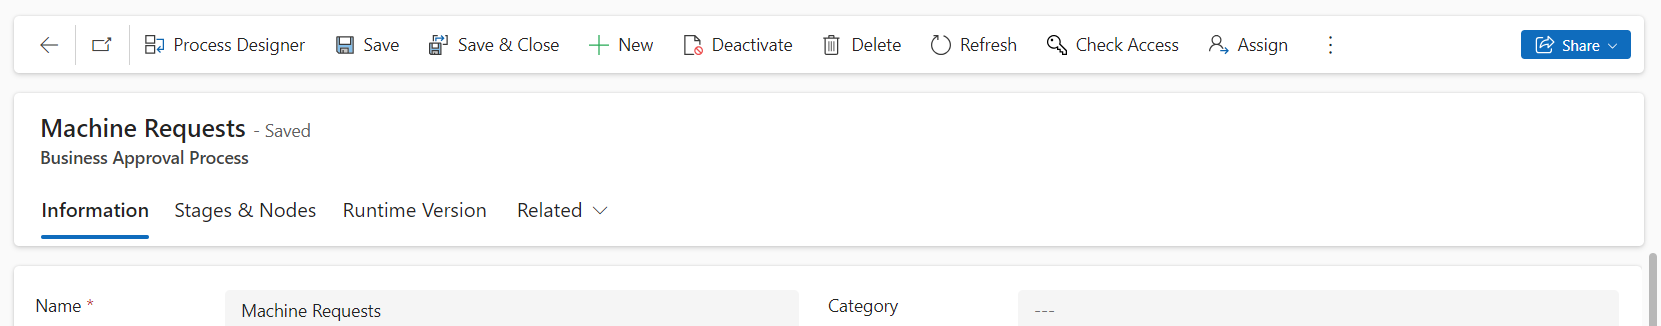 Process Designer Save Save & Close New Deactivate Delete Refresh Check Access Assign Share
Machine Requests - Saved
Business Approval Process
Information Stages & Nodes Runtime Version Related
Name * Machine Requests Category ---